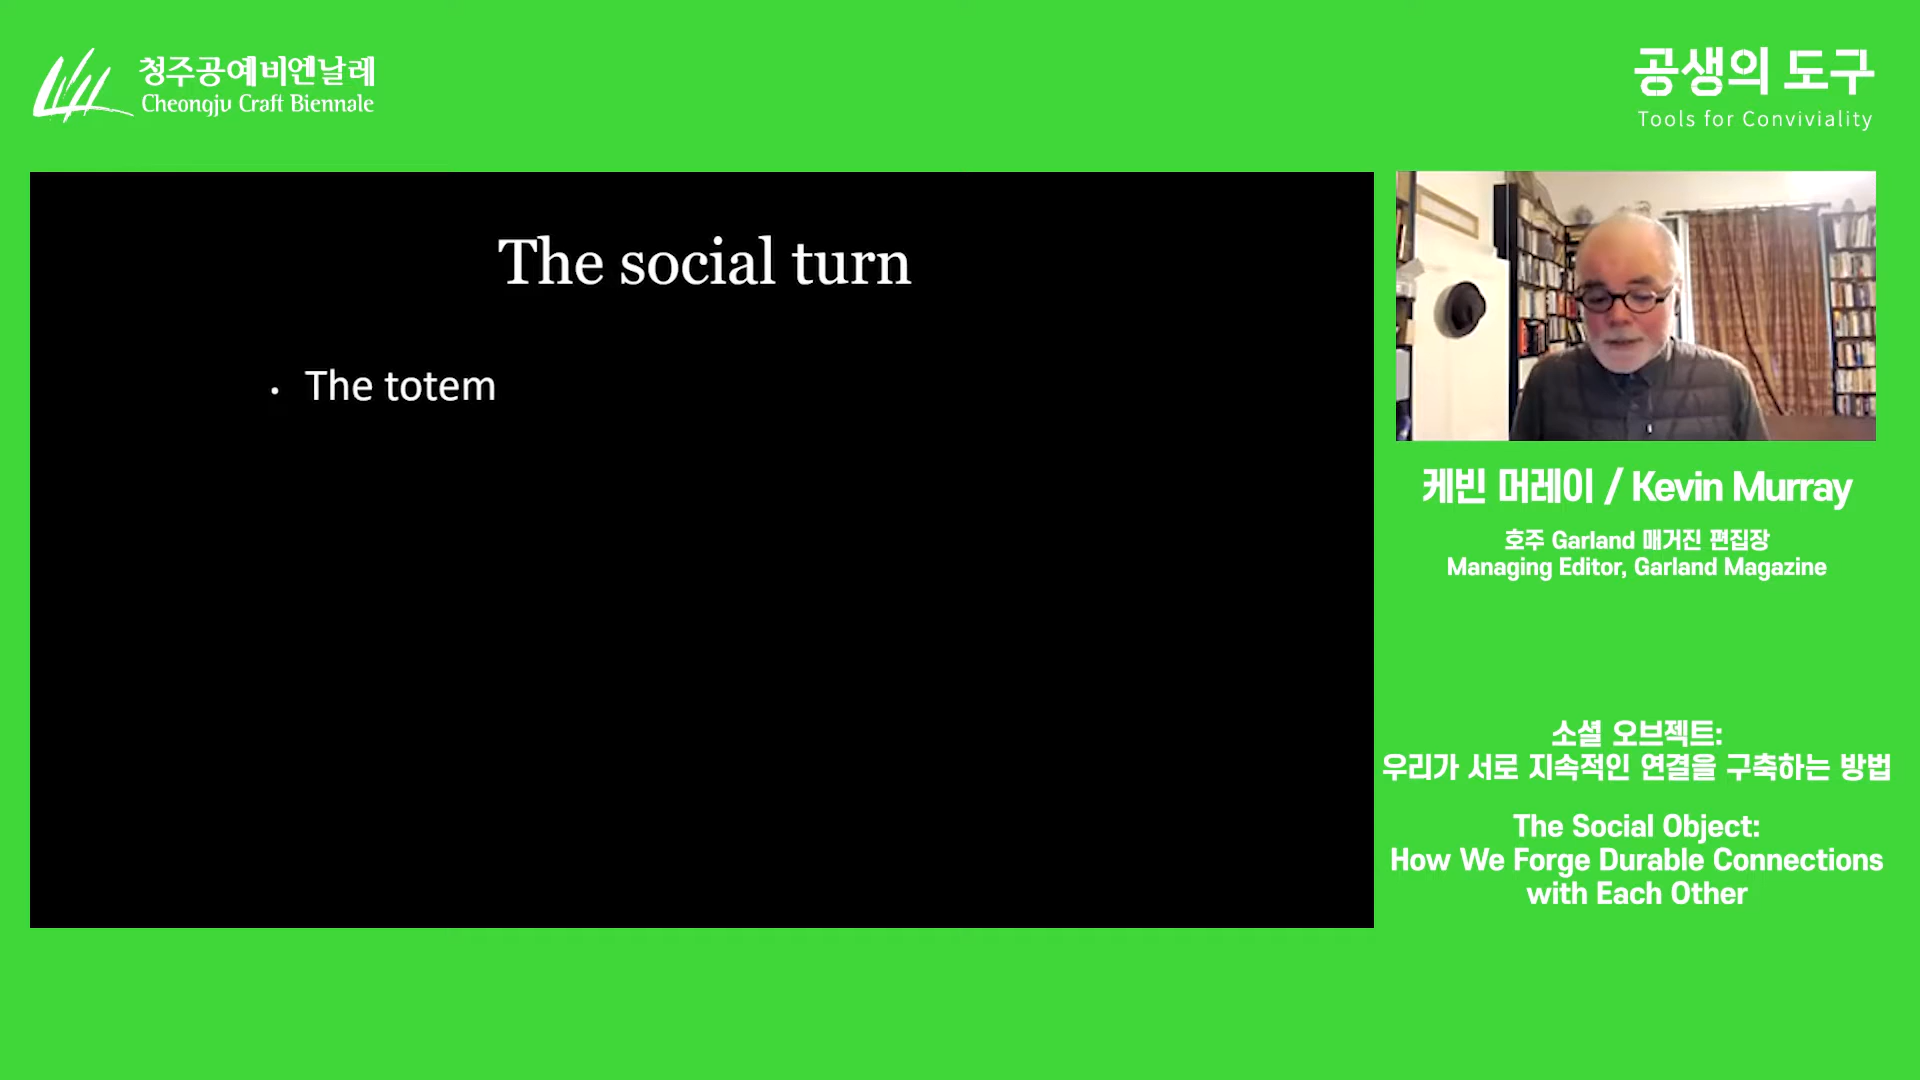 청주공예비엔날레
Cheongju Craft Biennale
공생의 도구
Tools for Conviviality
The social turn
• The totem
케빈 머레이 / Kevin Murray
호주 Garland 매거진 편집장
Managing Editor, Garland Magazine
소셜 오브젝트:
우리가 서로 지속적인 연결을 구축하는 방법
The Social Object:
How We Forge Durable Connections
with Each Other